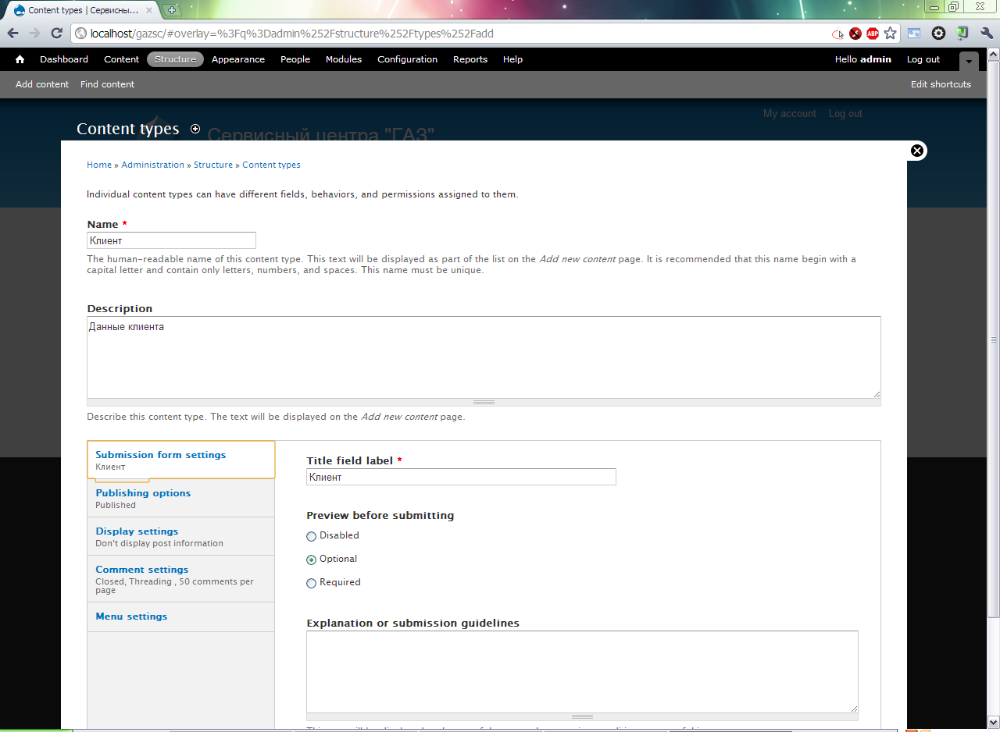 Content types | Сервисны...
localhost/gazsc/#overlay=%3Fq%3Dadmin%252Fstructure%252Ftypes%252Fadd
ABP
Dashboard Content Structure Appearance People Modules Configuration Reports Help Hello admin Log out
Add content Find content Edit shortcuts
My account Log out
Content types
Сервисный центра "ГАЗ"
Home » Administration » Structure » Content types
Individual content types can have different fields, behaviors, and permissions assigned to them.
Name *
Клиент
The human-readable name of this content type. This text will be displayed as part of the list on the Add new content page. It is recommended that this name begin with a
capital letter and contain only letters, numbers, and spaces. This name must be unique.
Description
Данные клиента
Describe this content type. The text will be displayed on the Add new content page.
Submission form settings
Клиент
Publishing options
Published
Display settings
Don't display post information
Comment settings
Closed, Threading , 50 comments per
page
Menu settings
Title field label *
Клиент
Preview before submitting
Disabled
Optional
Required
Explanation or submission guidelines